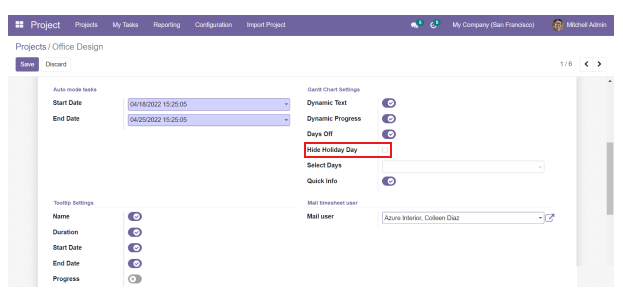 Project Projects My Tasks Reporting Configuration Import Project My Company (San Francisco) Mitchell Admin
Projects / Office Design
Save Discard 1 / 6
Auto mode tasks
Start Date 04/18/2022 15:25:05
End Date 04/25/2022 15:25:05
Gantt Chart Settings
Dynamic Text
Dynamic Progress
Days Off
Hide Holiday Day
Select Days
Quick Info
Tooltip Settings
Name
Duration
Start Date
End Date
Progress
Mail timesheet user
Mail user Azure Interior, Colleen Diaz